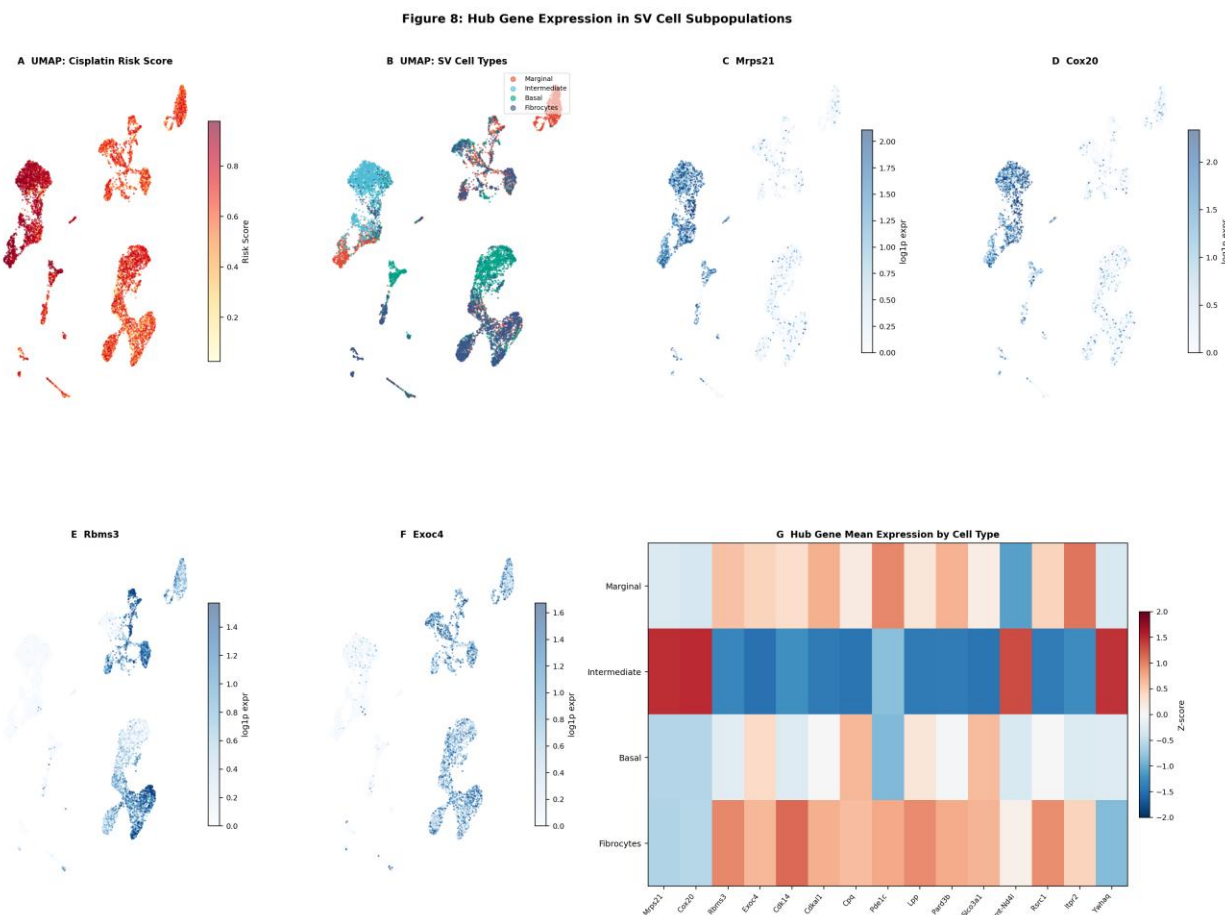 Figure 8: Hub Gene Expression in SV Cell Subpopulations
A UMAP: Cisplatin Risk Score
0.8
0.6
0.4
0.2
Risk Score
B UMAP: SV Cell Types
Marginal
Intermediate
Basal
Fibrocytes
C Mrps21
2.00
1.75
1.50
1.25
1.00
0.75
0.50
0.25
0.00
log1p expr
D Cox20
2.0
1.5
1.0
0.5
0.0
E Rbms3
1.4
1.2
1.0
0.8
0.6
0.4
0.2
0.0
log1p expr
F Exoc4
1.6
1.4
1.2
1.0
0.8
0.6
0.4
0.2
0.0
log1p expr
G Hub Gene Mean Expression by Cell Type
Marginal
Intermediate
Basal
Fibrocytes
Mrps21
Cox20
Rbms3
Exoc4
Cdk14
Cdkal1
Cpq
Pde1c
Lpp
Pard3b
Slco3a1
mt-Nd4l
Rsrc1
Itpr2
Ywhaq
2.0
1.5
1.0
0.5
0.0
−0.5
−1.0
−1.5
−2.0
Z-score